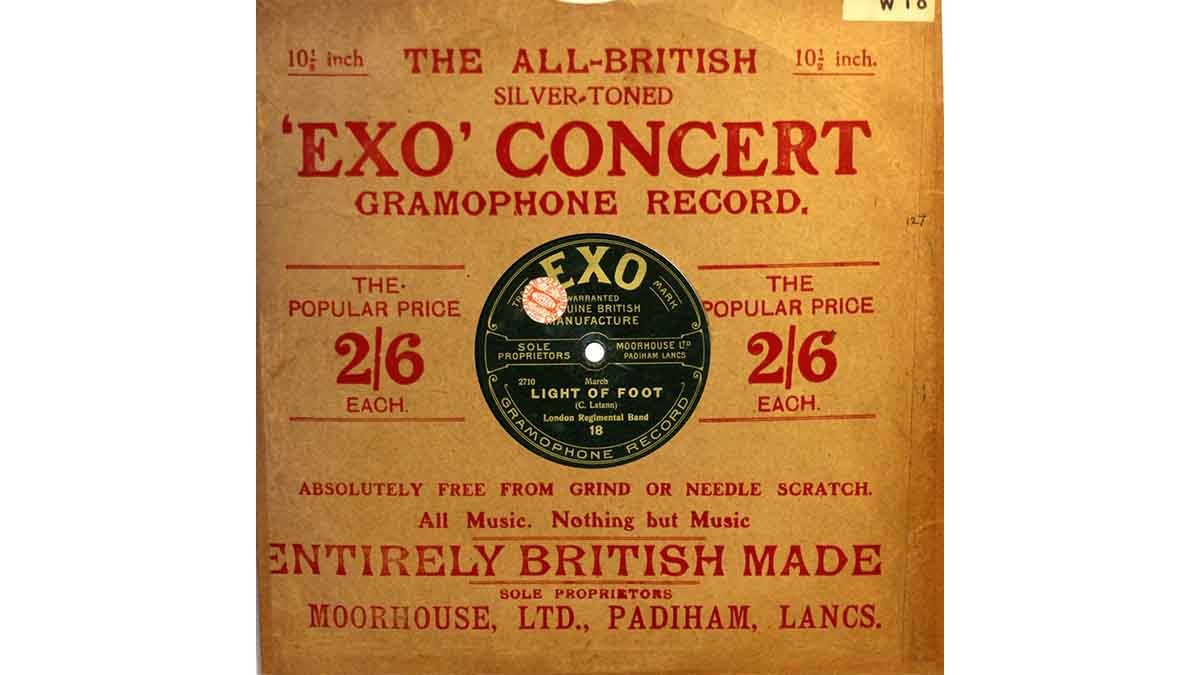 W 18
10½ inch THE ALL-BRITISH 10½ inch.
SILVER-TONED
'EXO' CONCERT
GRAMOPHONE RECORD.
127
THE
POPULAR PRICE
2/6
EACH.
EXO
TRADE MARK
WARRANTED
GENUINE BRITISH
MANUFACTURE
SOLE
PROPRIETORS
MOORHOUSE LTD
PADIHAM LANCS
2710
March
LIGHT OF FOOT
(C. Latann)
London Regimental Band
18
GRAMOPHONE RECORD
THE
POPULAR PRICE
2/6
EACH.
ABSOLUTELY FREE FROM GRIND OR NEEDLE SCRATCH.
All Music. Nothing but Music
ENTIRELY BRITISH MADE
SOLE PROPRIETORS
MOORHOUSE, LTD., PADIHAM, LANCS.